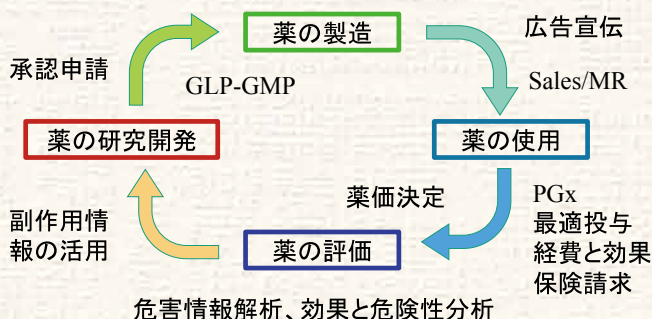 薬の製造
広告宣伝
承認申請
GLP-GMP
Sales/MR
薬の研究開発
薬の使用
薬価決定
PGx
最適投与
経費と効果
保険請求
副作用情
報の活用
薬の評価
危害情報解析、効果と危険性分析